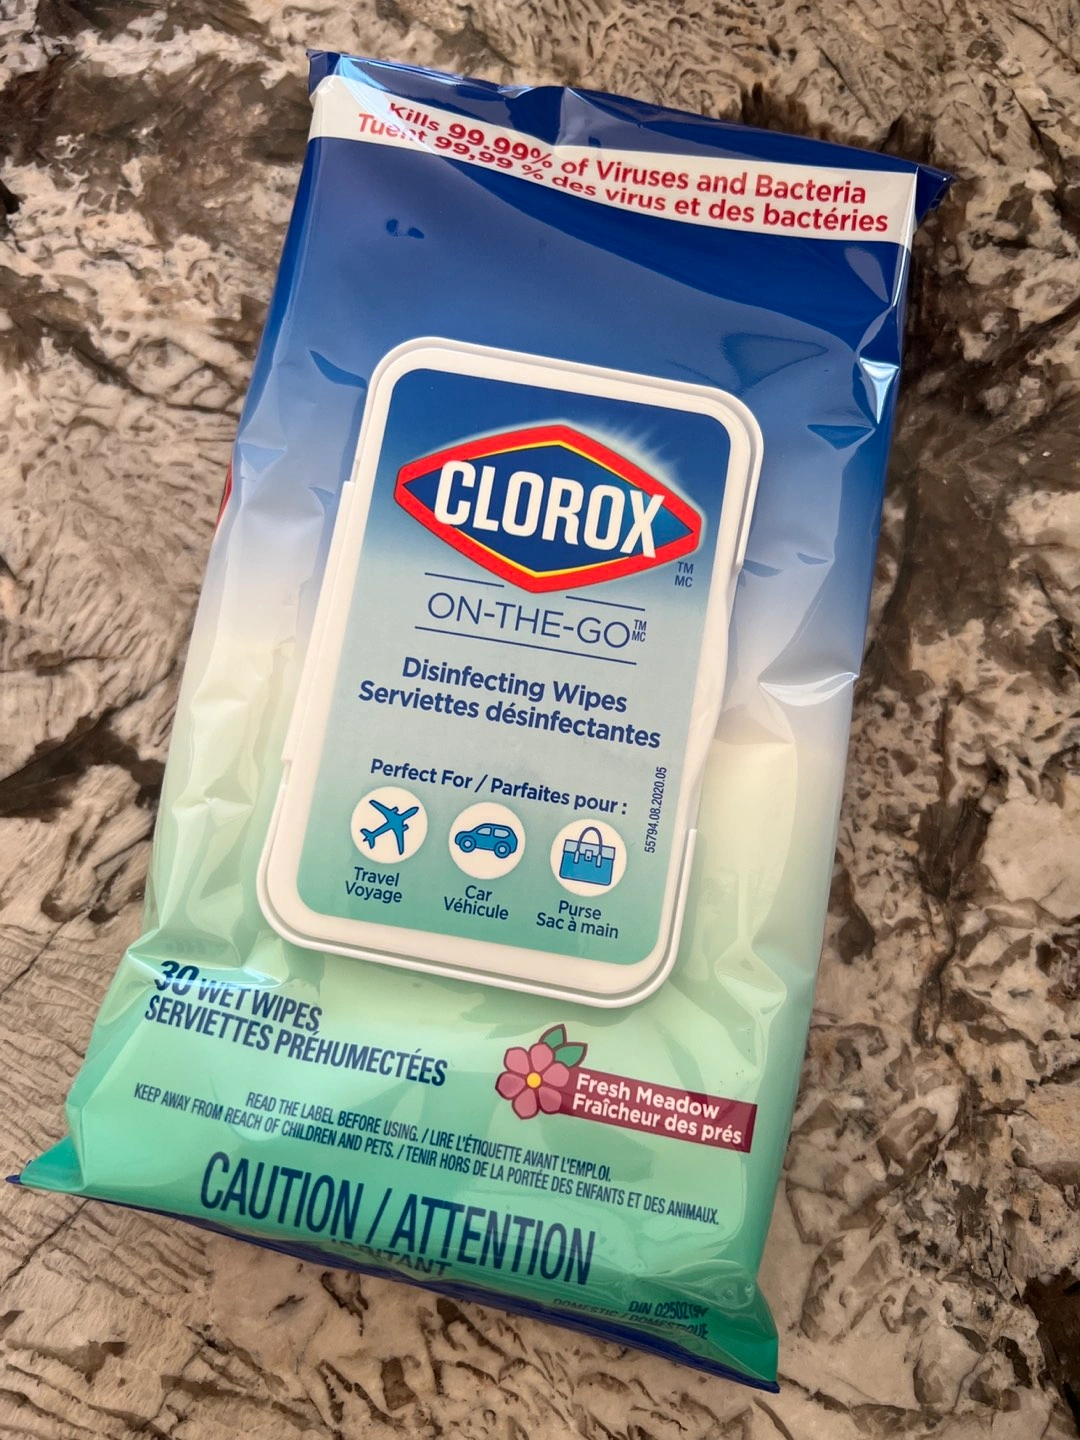 Kills 99.99% of Viruses and Bacteria
Tuent 99,99 % des virus et des bactéries
CLOROX
TM
MC
ON-THE-GO TM
MC
Disinfecting Wipes
Serviettes désinfectantes
Perfect For / Parfaites pour :
Travel
Voyage
Car
Véhicule
Purse
Sac à main
55794.08.2020.05
30 WET WIPES
SERVIETTES PRÉHUMECTÉES
Fresh Meadow
Fraîcheur des prés
READ THE LABEL BEFORE USING. / LIRE L'ÉTIQUETTE AVANT L'EMPLOI.
KEEP AWAY FROM REACH OF CHILDREN AND PETS. / TENIR HORS DE LA PORTÉE DES ENFANTS ET DES ANIMAUX.
CAUTION / ATTENTION
IRRITANT
DIN
DOMESTIC / DOMESTIQUE